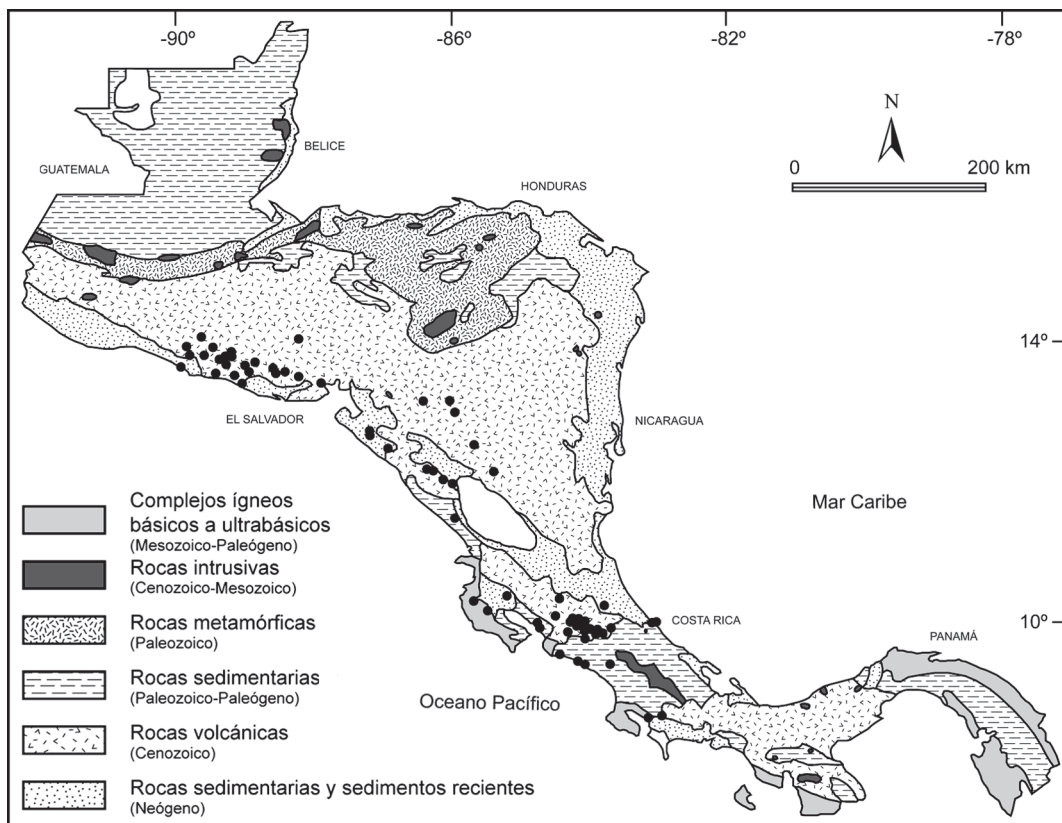 -90º
-86º
-82º
-78º
N
BELICE
GUATEMALA
0
200 km
HONDURAS
14º
EL SALVADOR
NICARAGUA
Mar Caribe
COSTA RICA
10º
PANAMÁ
Oceano Pacífico
Complejos ígneos
básicos a ultrabásicos
(Mesozoico-Paleógeno)
Rocas intrusivas
(Cenozoico-Mesozoico)
Rocas metamórficas
(Paleozoico)
Rocas sedimentarias
(Paleozoico-Paleógeno)
Rocas volcánicas
(Cenozoico)
Rocas sedimentarias y sedimentos recientes
(Neógeno)